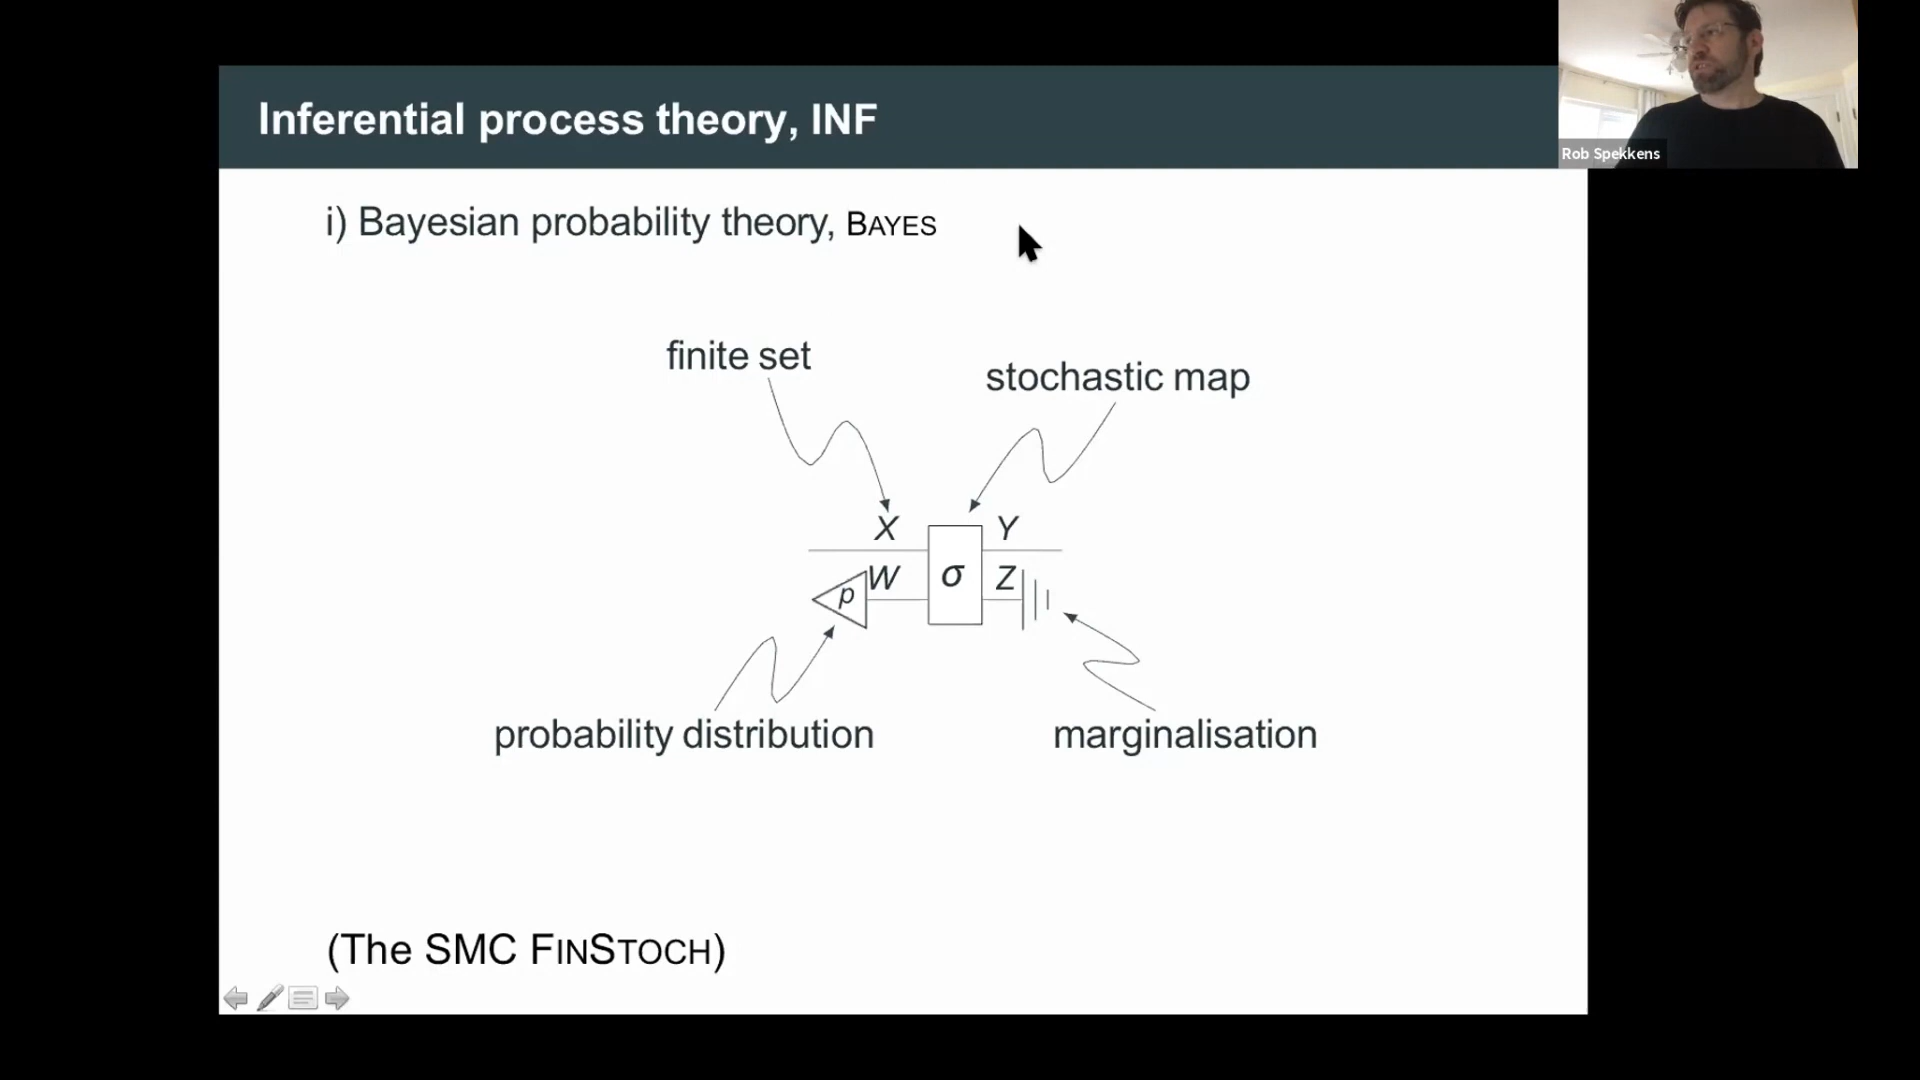 Inferential process theory, INF
Rob Spekkens
i) Bayesian probability theory, BAYES
finite set
stochastic map
X
Y
W
σ
Z
p
probability distribution
marginalisation
(The SMC FINSTOCH)